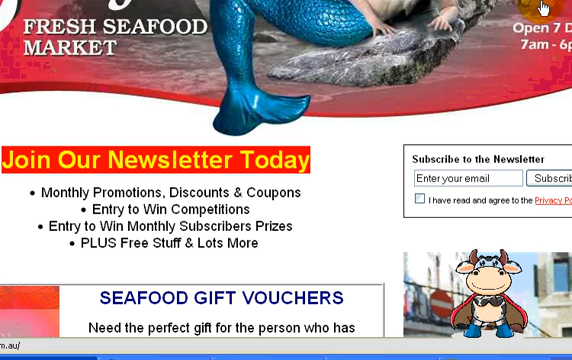 FRESH SEAFOOD
MARKET
Open 7 D
7am - 6p
Join Our Newsletter Today
• Monthly Promotions, Discounts & Coupons
• Entry to Win Competitions
• Entry to Win Monthly Subscribers Prizes
• PLUS Free Stuff & Lots More
Subscribe to the Newsletter
Enter your email
Subscrib
I have read and agree to the Privacy Po
SEAFOOD GIFT VOUCHERS
Need the perfect gift for the person who has
m.au/